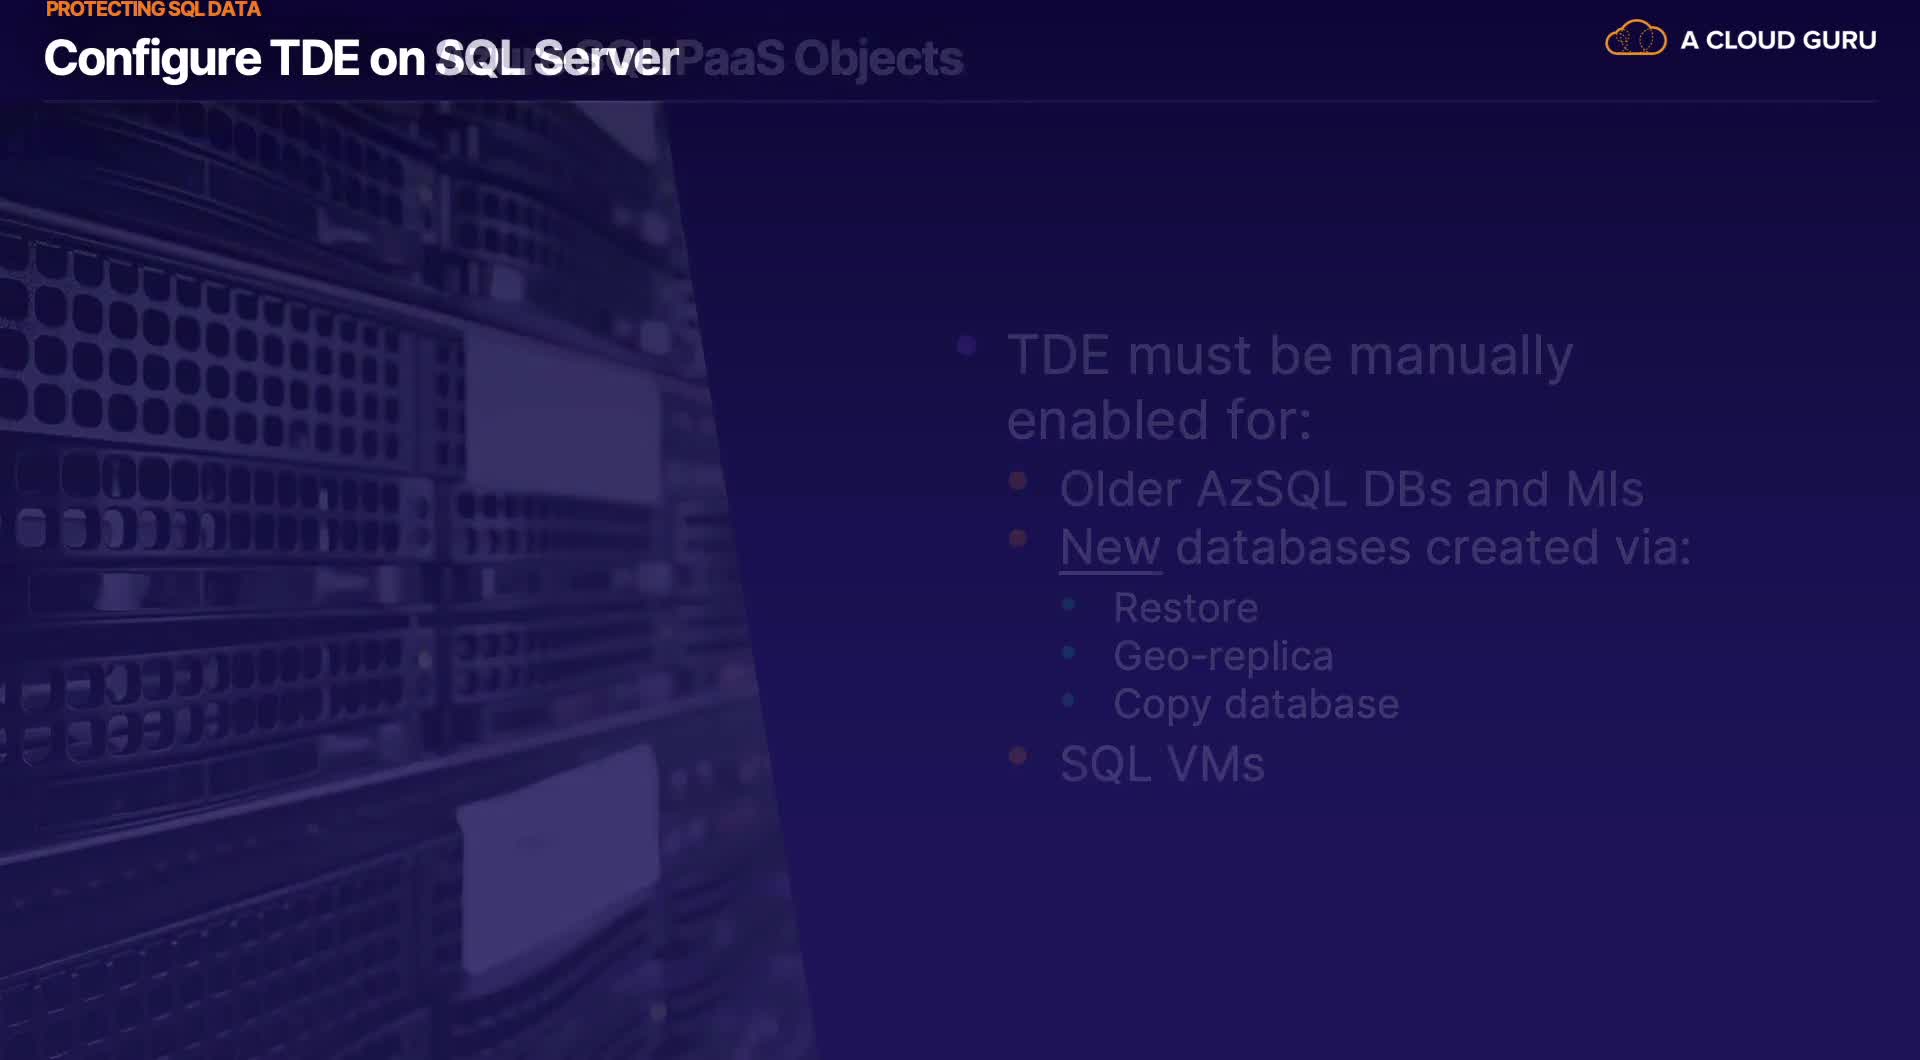 PROTECTING SQL DATA
Configure TDE on SQL Server
PaaS Objects
A CLOUD GURU
TDE must be manually
enabled for:
Older AzSQL DBs and MIs
New databases created via:
Restore
Geo-replica
Copy database
SQL VMs